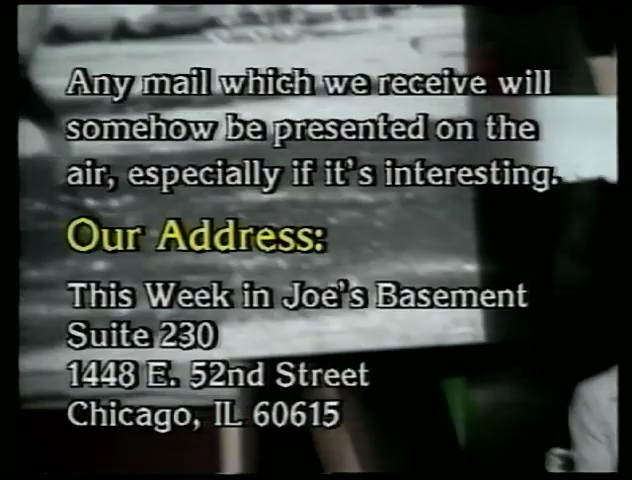 Any mail which we receive will
somehow be presented on the
air, especially if it's interesting.
Our Address:
This Week in Joe's Basement
Suite 230
1448 E. 52nd Street
Chicago, IL 60615